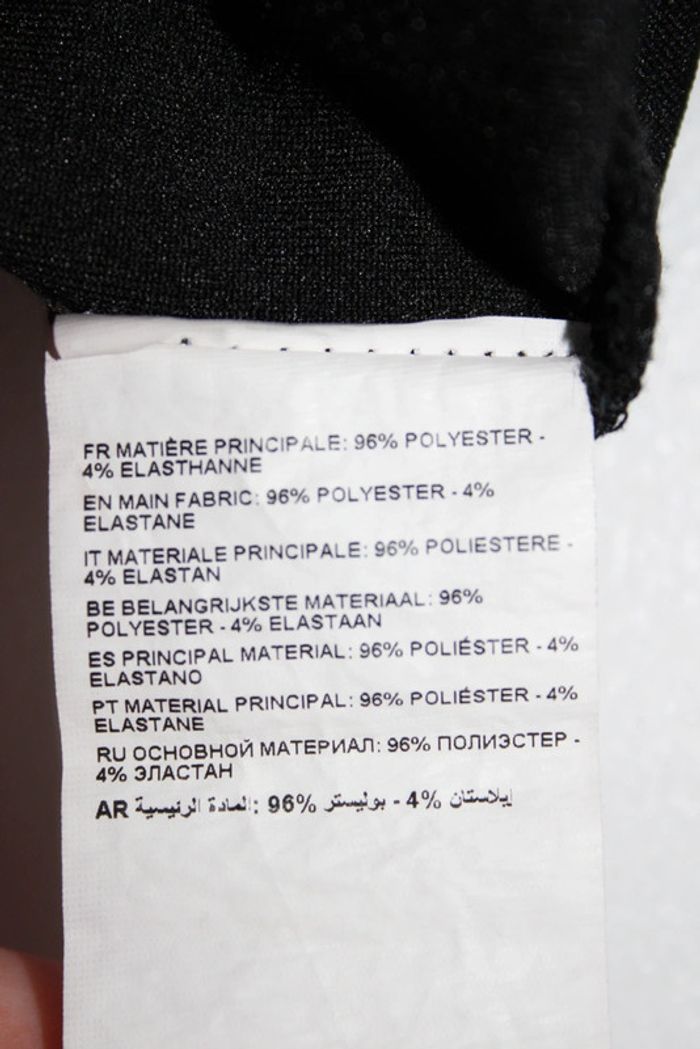 FR MATIÈRE PRINCIPALE: 96% POLYESTER -
4% ELASTHANNE
EN MAIN FABRIC: 96% POLYESTER - 4%
ELASTANE
IT MATERIALE PRINCIPALE: 96% POLIESTERE -
4% ELASTAN
BE BELANGRIJKSTE MATERIAAL: 96%
POLYESTER - 4% ELASTAAN
ES PRINCIPAL MATERIAL: 96% POLIÉSTER - 4%
ELASTANO
PT MATERIAL PRINCIPAL: 96% POLIÉSTER - 4%
ELASTANE
RU ОСНОВНОЙ МАТЕРИАЛ: 96% ПОЛИЭСТЕР -
4% ЭЛАСТАН
AR المادة الرئيسية: 96% بوليستر - 4% إيلاستان